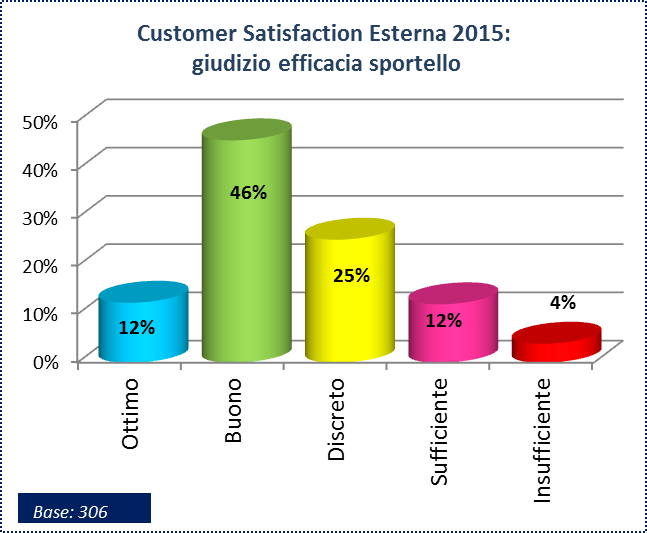 Customer Satisfaction Esterna 2015:
giudizio efficacia sportello
50%
40%
30%
20%
10%
0%
12%
46%
25%
12%
4%
Ottimo
Buono
Discreto
Sufficiente
Insufficiente
Base: 306